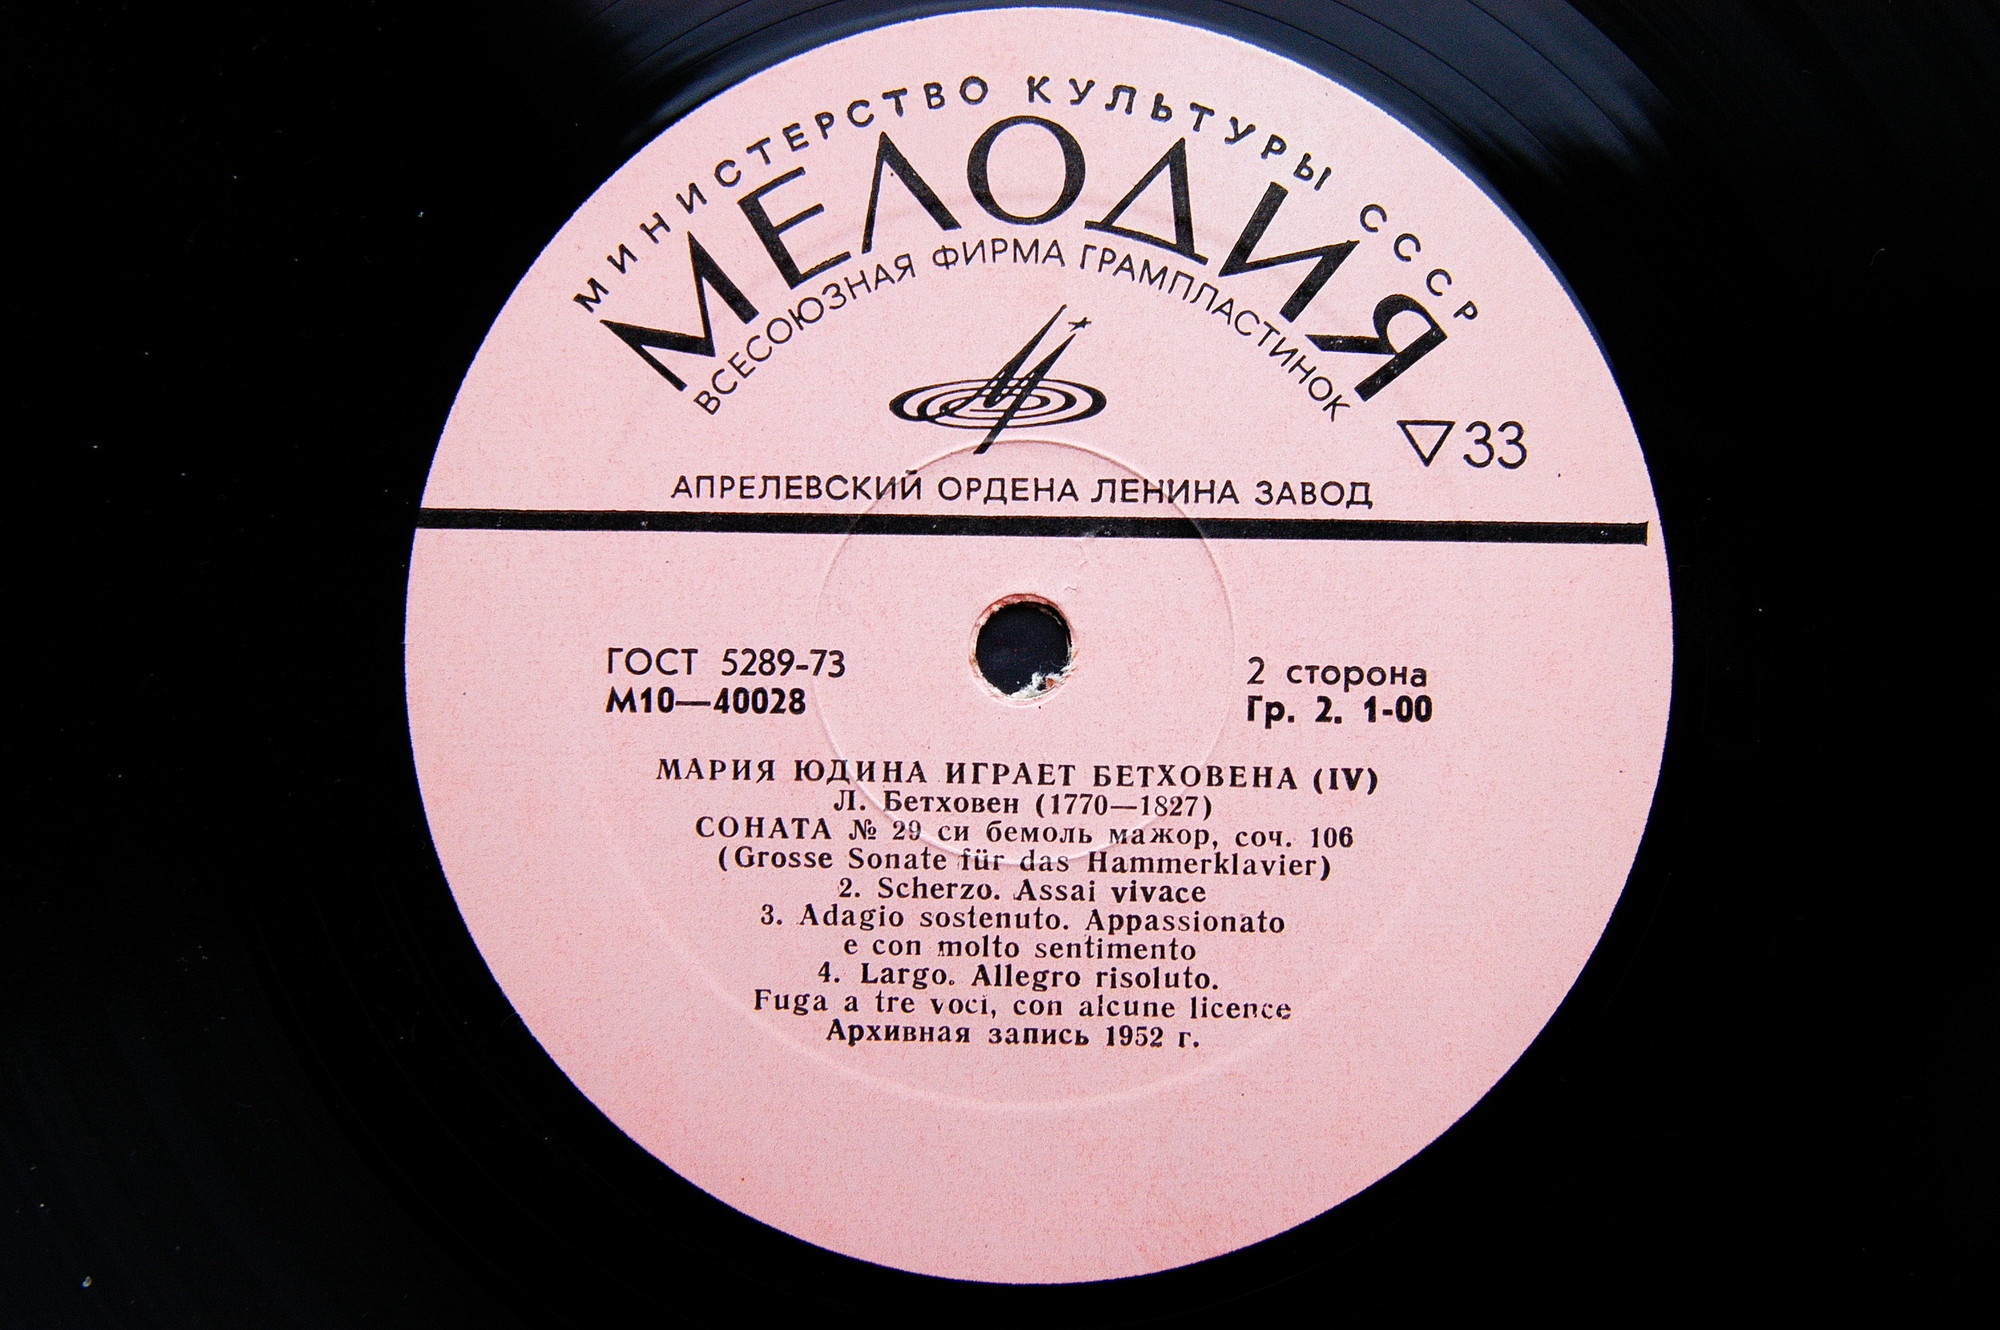 МИНИСТЕРСТВО КУЛЬТУРЫ СССР
МЕЛОДИЯ
ВСЕСОЮЗНАЯ ФИРМА ГРАМПЛАСТИНОК
▽33
АПРЕЛЕВСКИЙ ОРДЕНА ЛЕНИНА ЗАВОД
ГОСТ 5289-73
М10—40028
2 сторона
Гр. 2. 1-00
МАРИЯ ЮДИНА ИГРАЕТ БЕТХОВЕНА (IV)
Л. Бетховен (1770—1827)
СОНАТА № 29 си бемоль мажор, соч. 106
(Grosse Sonate für das Hammerklavier)
2. Scherzo. Assai vivace
3. Adagio sostenuto. Appassionato
e con molto sentimento
4. Largo. Allegro risoluto.
Fuga a tre voci, con alcune licence
Архивная запись 1952 г.